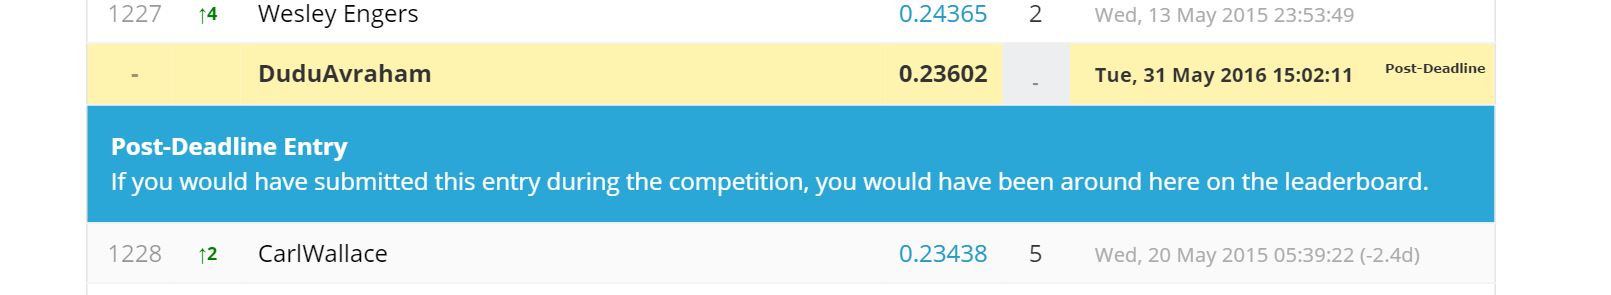 1227 ↑4 Wesley Engers 0.24365 2 Wed, 13 May 2015 23:53:49
- DuduAvraham 0.23602 - Tue, 31 May 2016 15:02:11 Post-Deadline
Post-Deadline Entry
If you would have submitted this entry during the competition, you would have been around here on the leaderboard.
1228 ↑2 CarlWallace 0.23438 5 Wed, 20 May 2015 05:39:22 (-2.4d)